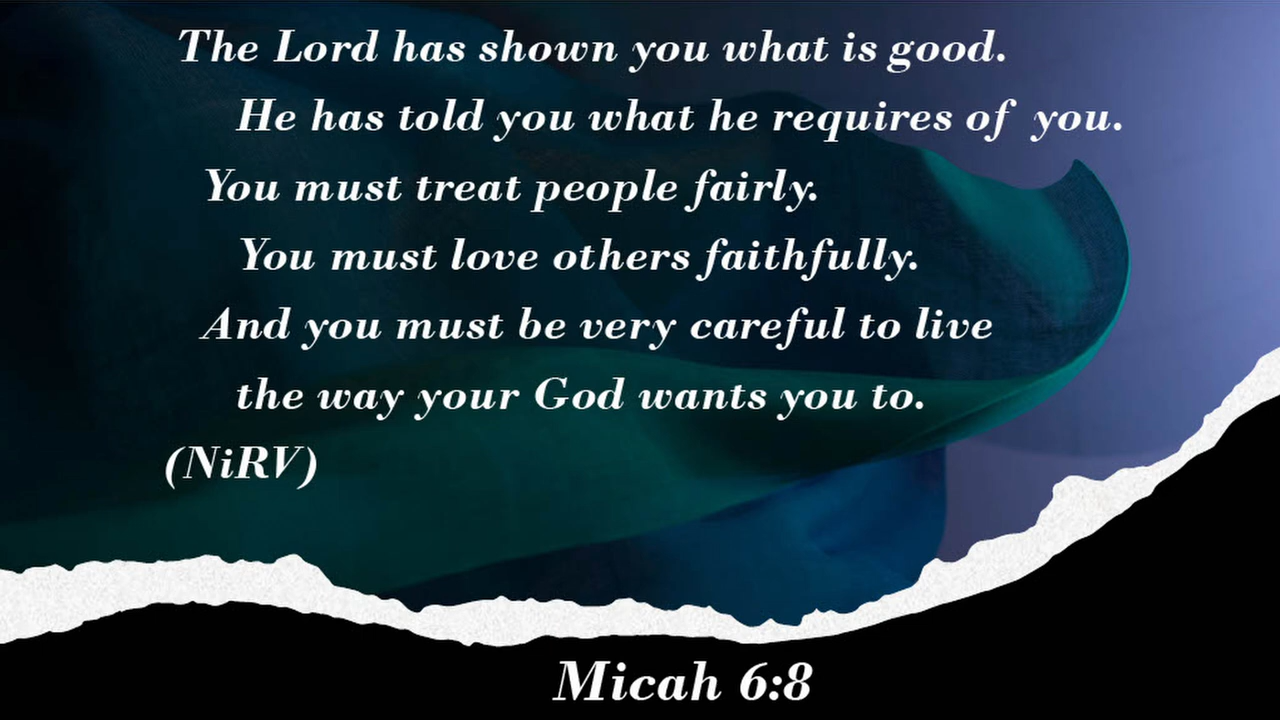 The Lord has shown you what is good.
He has told you what he requires of you.
You must treat people fairly.
You must love others faithfully.
And you must be very careful to live
the way your God wants you to.
(NiRV)
Micah 6:8